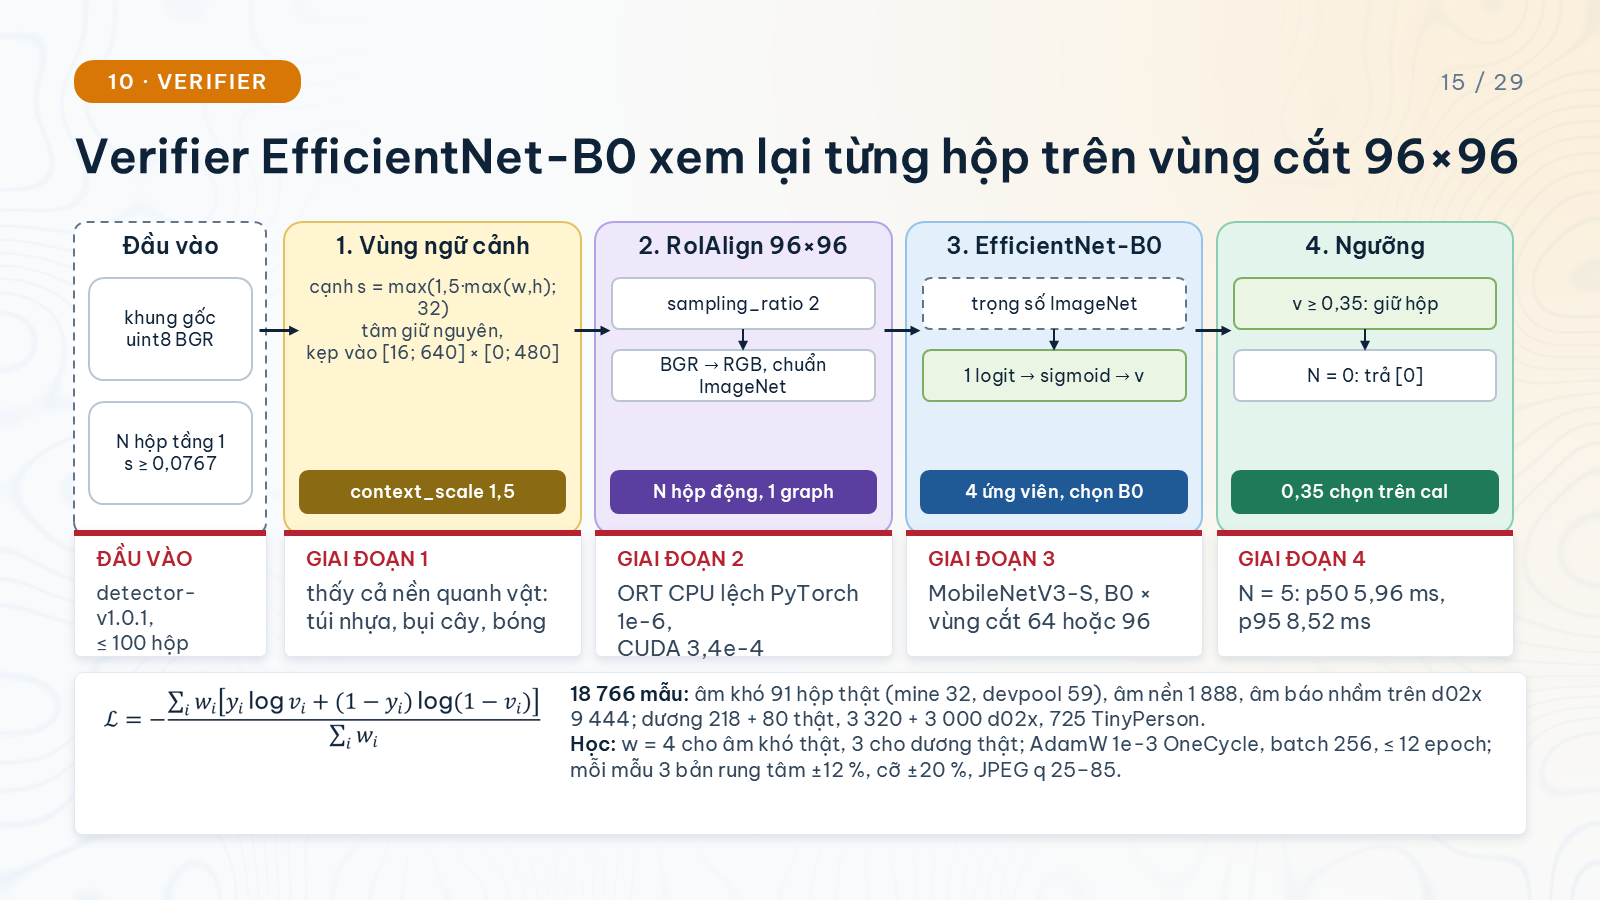 10 · VERIFIER
15 / 29
Verifier EfficientNet-B0 xem lại từng hộp trên vùng cắt 96×96
Đầu vào
khung gốc
uint8 BGR
N hộp tầng 1
s ≥ 0,0767
1. Vùng ngữ cảnh
cạnh s = max(1,5·max(w,h);
32)
tâm giữ nguyên,
kẹp vào [16; 640] × [0; 480]
context_scale 1,5
2. RoIAlign 96×96
sampling_ratio 2
BGR → RGB, chuẩn
ImageNet
N hộp động, 1 graph
3. EfficientNet-B0
trọng số ImageNet
1 logit → sigmoid → v
4 ứng viên, chọn B0
4. Ngưỡng
v ≥ 0,35: giữ hộp
N = 0: trả [0]
0,35 chọn trên cal
ĐẦU VÀO
detector-
v1.0.1,
≤ 100 hộp
GIAI ĐOẠN 1
thấy cả nền quanh vật:
túi nhựa, bụi cây, bóng
GIAI ĐOẠN 2
ORT CPU lệch PyTorch
1e-6,
CUDA 3,4e-4
GIAI ĐOẠN 3
MobileNetV3-S, B0 ×
vùng cắt 64 hoặc 96
GIAI ĐOẠN 4
N = 5: p50 5,96 ms,
p95 8,52 ms
ℒ = −∑ᵢ wᵢ[yᵢ log vᵢ + (1 − yᵢ) log(1 − vᵢ)] / ∑ᵢ wᵢ
18 766 mẫu: âm khó 91 hộp thật (mine 32, devpool 59), âm nền 1 888, âm báo nhầm trên d02x
9 444; dương 218 + 80 thật, 3 320 + 3 000 d02x, 725 TinyPerson.
Học: w = 4 cho âm khó thật, 3 cho dương thật; AdamW 1e-3 OneCycle, batch 256, ≤ 12 epoch;
mỗi mẫu 3 bản rung tâm ±12 %, cỡ ±20 %, JPEG q 25–85.